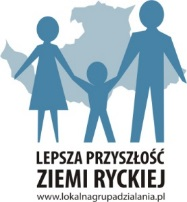 LEPSZA PRZYSZŁOŚĆ
ZIEMI RYCKIEJ
www.lokalnagrupadzialania.pl